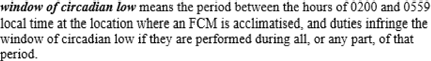 window of circadian low means the period between the hours of 0200 and 0559
local time at the location where an FCM is acclimatised, and duties infringe the
window of circadian low if they are performed during all, or any part, of that
period.